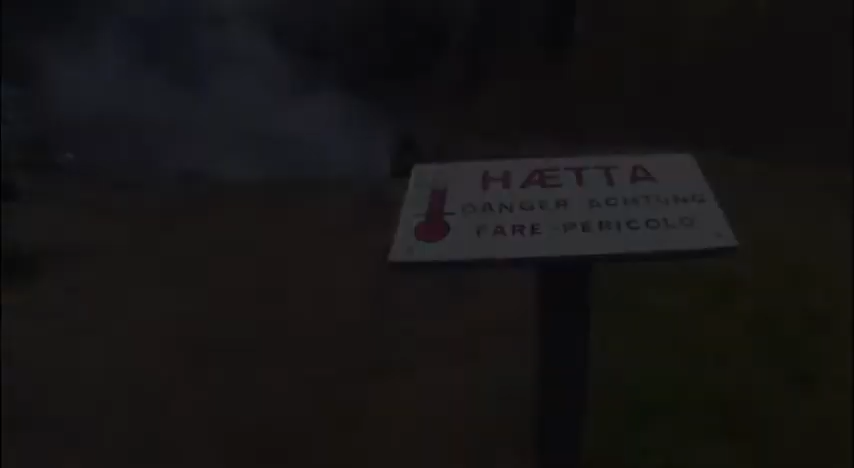 HÆTTA
DANGER ACHTUNG
FARE - PERICOLO